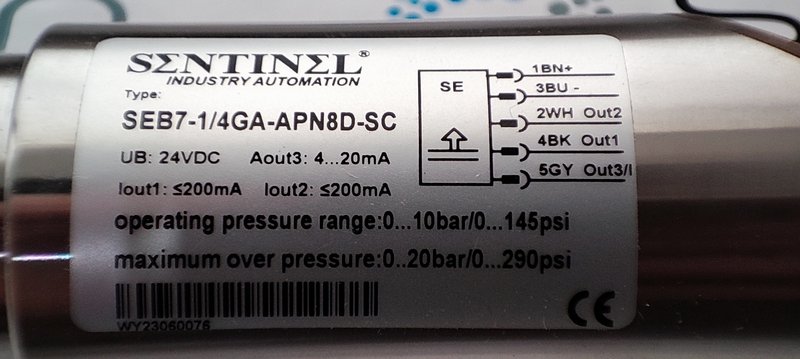 SENTINEL®
INDUSTRY AUTOMATION
Type:
SEB7-1/4GA-APN8D-SC
UB: 24VDC Aout3: 4...20mA
Iout1: ≤200mA Iout2: ≤200mA
SE
1BN+
3BU -
2WH Out2
4BK Out1
5GY Out3/I
operating pressure range:0...10bar/0...145psi
maximum over pressure:0..20bar/0...290psi
WY23060076
CE